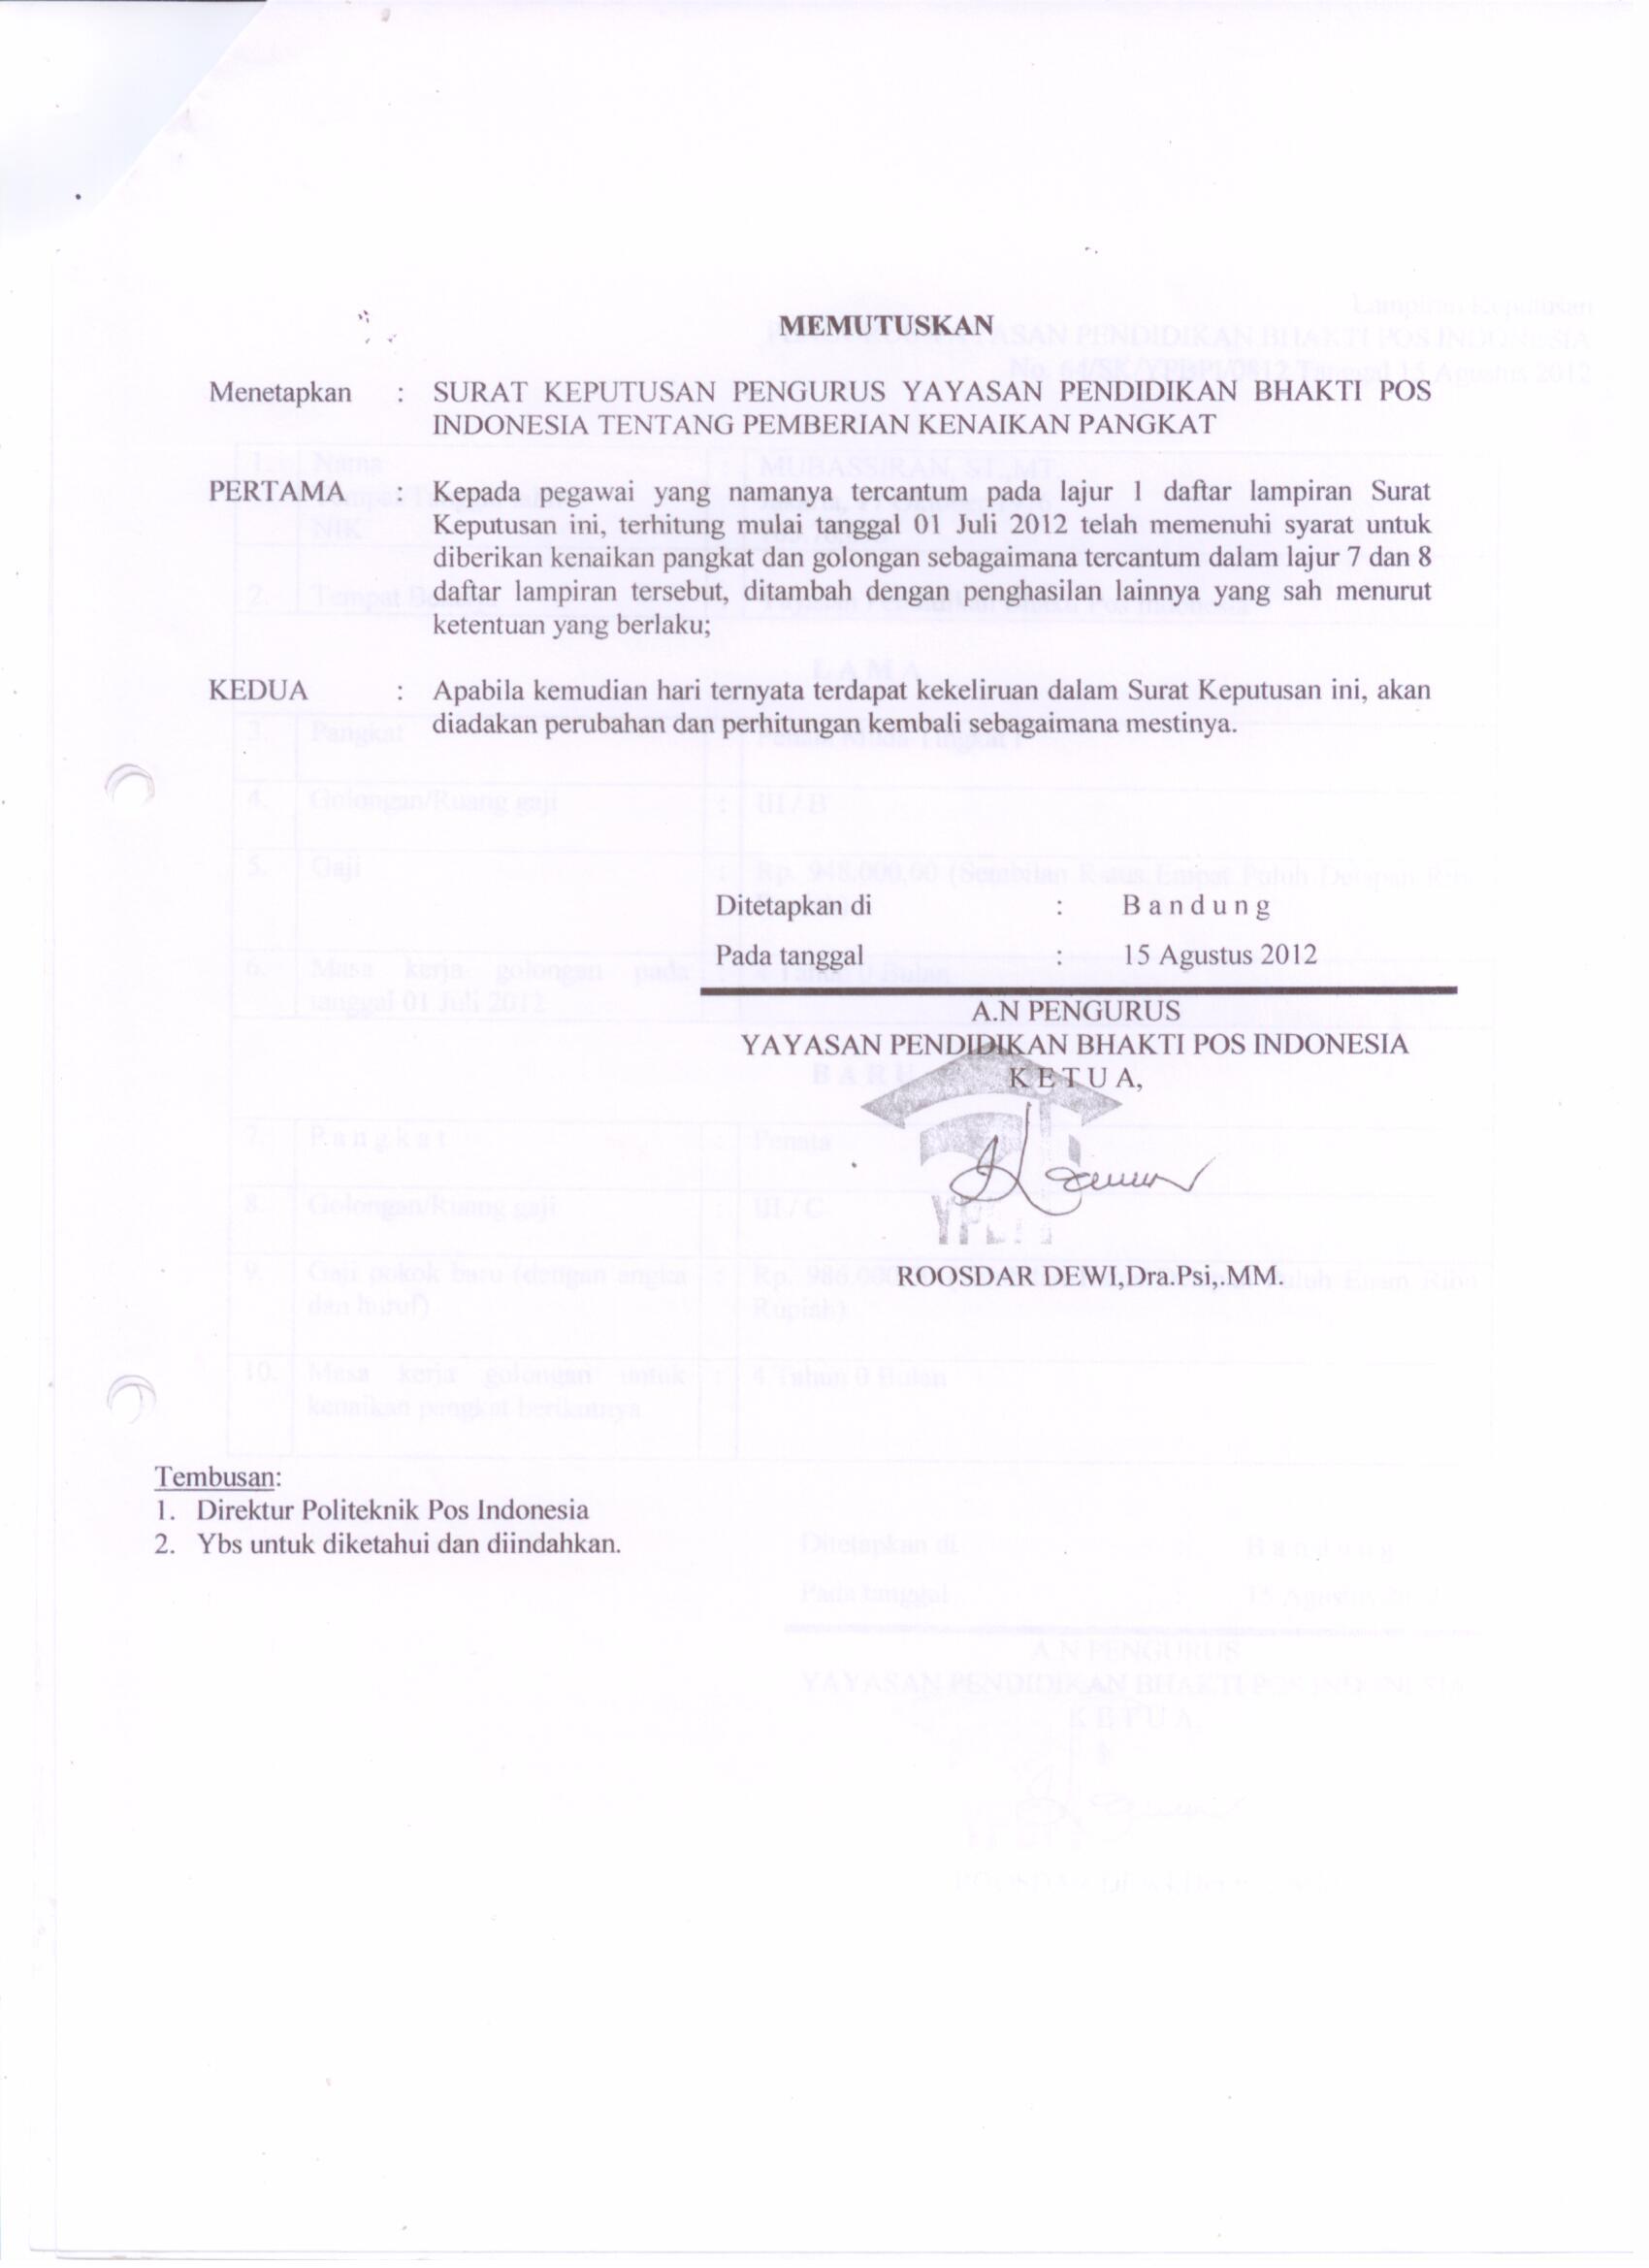 MEMUTUSKAN
Menetapkan : SURAT KEPUTUSAN PENGURUS YAYASAN PENDIDIKAN BHAKTI POS
INDONESIA TENTANG PEMBERIAN KENAIKAN PANGKAT
PERTAMA : Kepada pegawai yang namanya tercantum pada lajur 1 daftar lampiran Surat
Keputusan ini, terhitung mulai tanggal 01 Juli 2012 telah memenuhi syarat untuk
diberikan kenaikan pangkat dan golongan sebagaimana tercantum dalam lajur 7 dan 8
daftar lampiran tersebut, ditambah dengan penghasilan lainnya yang sah menurut
ketentuan yang berlaku;
KEDUA : Apabila kemudian hari ternyata terdapat kekeliruan dalam Surat Keputusan ini, akan
diadakan perubahan dan perhitungan kembali sebagaimana mestinya.
Ditetapkan di : B a n d u n g
Pada tanggal : 15 Agustus 2012
A.N PENGURUS
YAYASAN PENDIDIKAN BHAKTI POS INDONESIA
K E T U A,
ROOSDAR DEWI,Dra.Psi,.MM.
Tembusan:
1. Direktur Politeknik Pos Indonesia
2. Ybs untuk diketahui dan diindahkan.